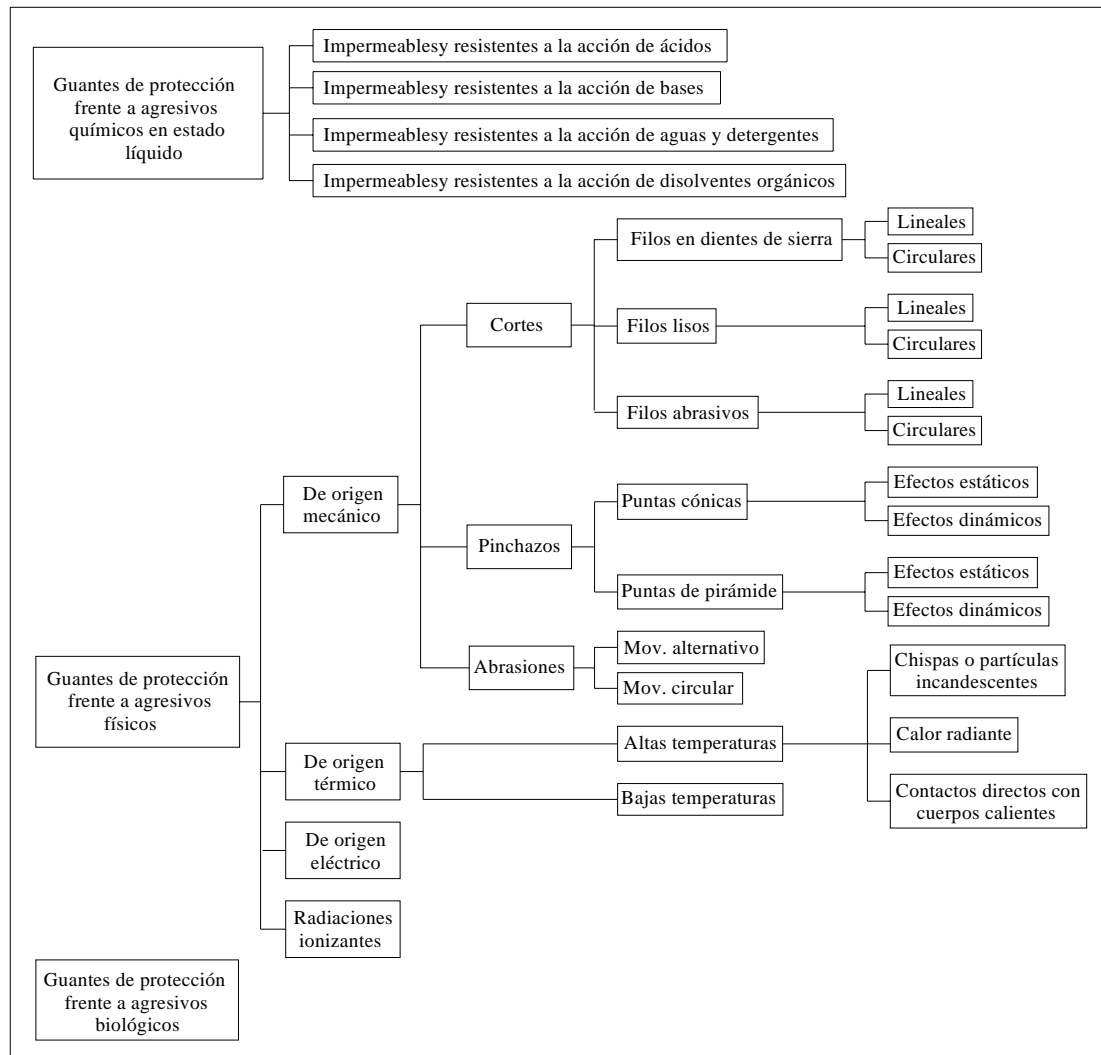 Guantes de protección
frente a agresivos
químicos en estado
líquido
Impermeablesy resistentes a la acción de ácidos
Impermeablesy resistentes a la acción de bases
Impermeablesy resistentes a la acción de aguas y detergentes
Impermeablesy resistentes a la acción de disolventes orgánicos
Guantes de protección
frente a agresivos
físicos
De origen
mecánico
Cortes
Filos en dientes de sierra
Lineales
Circulares
Filos lisos
Lineales
Circulares
Filos abrasivos
Lineales
Circulares
Pinchazos
Puntas cónicas
Efectos estáticos
Efectos dinámicos
Puntas de pirámide
Efectos estáticos
Efectos dinámicos
Abrasiones
Mov. alternativo
Mov. circular
De origen
térmico
Altas temperaturas
Chispas o partículas
incandescentes
Calor radiante
Contactos directos con
cuerpos calientes
Bajas temperaturas
De origen
eléctrico
Radiaciones
ionizantes
Guantes de protección
frente a agresivos
biológicos